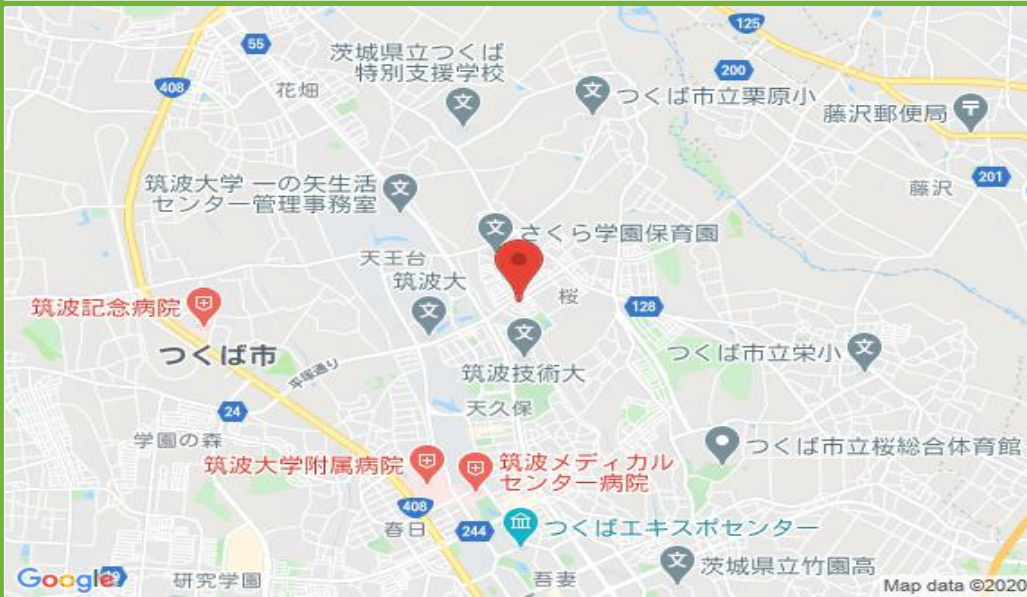 125
55
茨城県立つくば
特別支援学校
200
408
花畑
つくば市立栗原小
藤沢郵便局
201
筑波大学 一の矢生活
センター管理事務室
藤沢
さくら学園保育園
天王台
筑波大
桜
筑波記念病院
128
つくば市
筑波技術大
つくば市立栄小
平塚通り
天久保
24
学園の森
つくば市立桜総合体育館
筑波大学附属病院
筑波メディカル
センター病院
408
春日
244
つくばエキスポセンター
茨城県立竹園高
Google
研究学園
吾妻
Map data ©2020